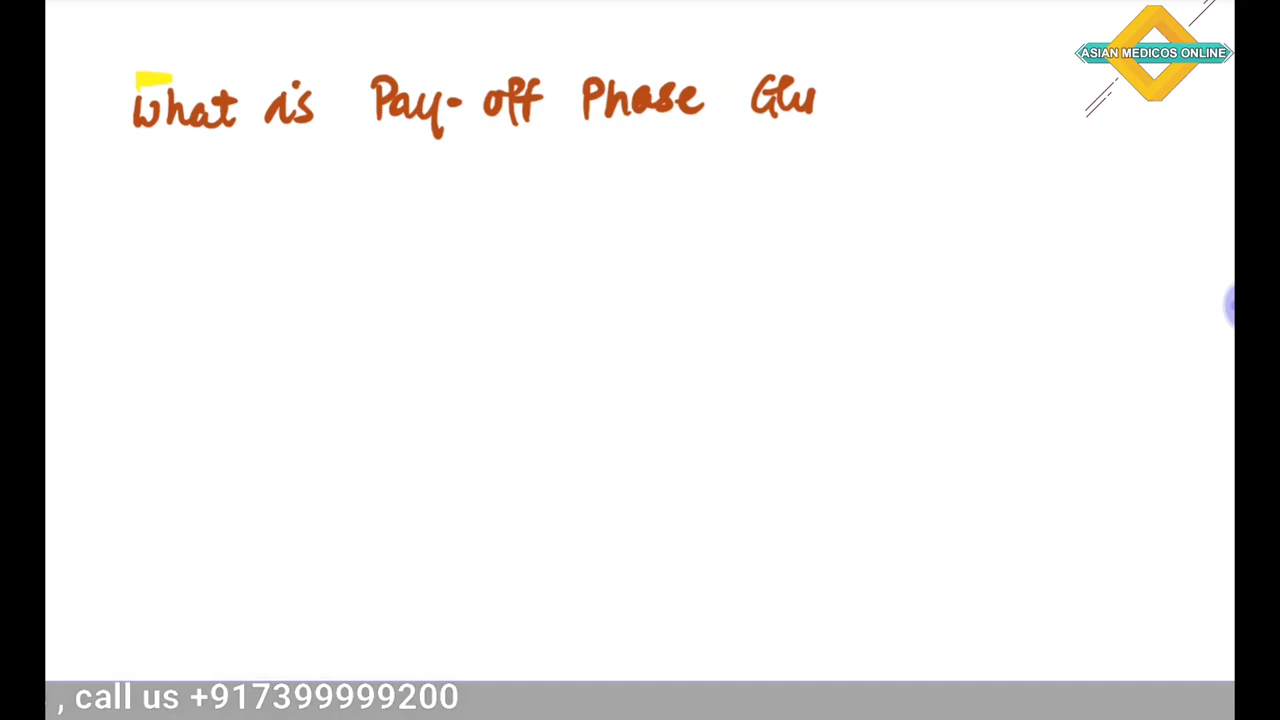 ASIAN MEDICOS ONLINE
What is Pay-off Phase Glu
, call us +917399999200